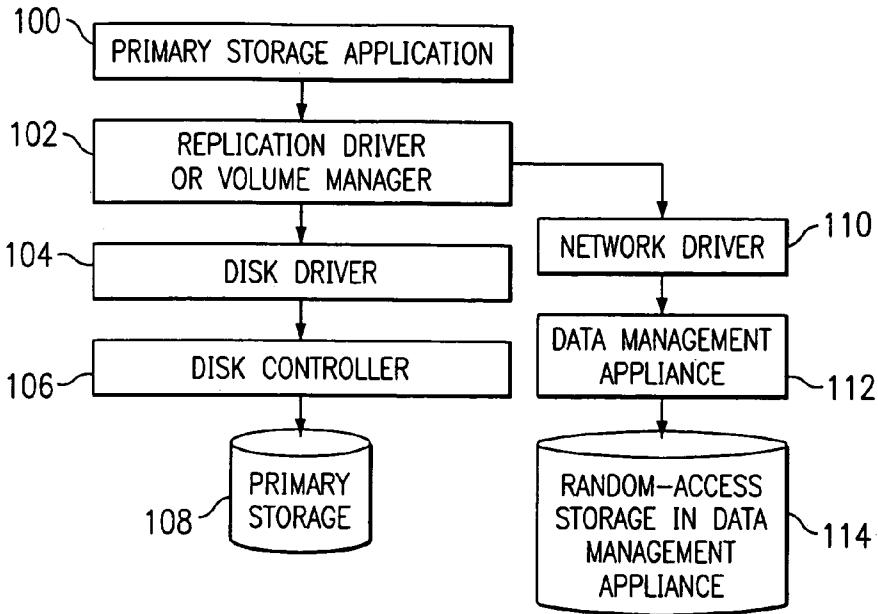 100
PRIMARY STORAGE APPLICATION
102
REPLICATION DRIVER
OR VOLUME MANAGER
104
DISK DRIVER
NETWORK DRIVER
110
106
DISK CONTROLLER
DATA MANAGEMENT
APPLIANCE
112
108
PRIMARY
STORAGE
RANDOM-ACCESS
STORAGE IN DATA
MANAGEMENT
APPLIANCE
114